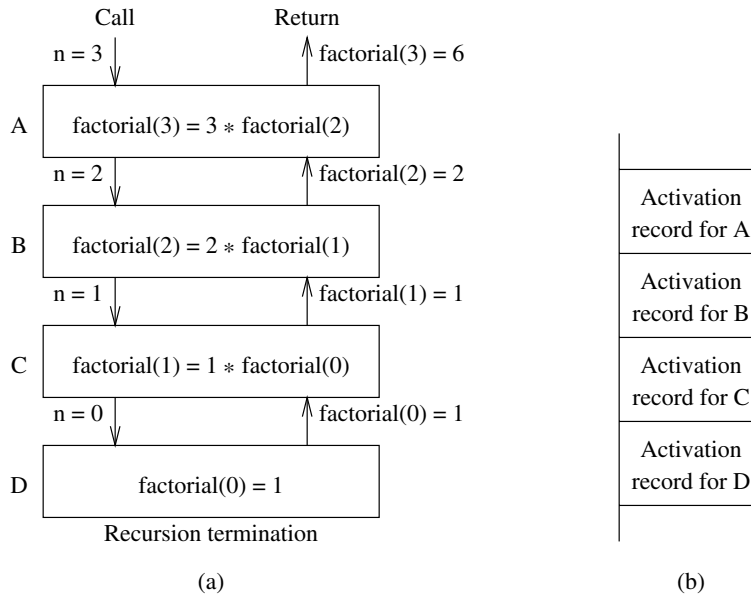 Call Return
n = 3 factorial(3) = 6
A factorial(3) = 3 * factorial(2)
n = 2 factorial(2) = 2
B factorial(2) = 2 * factorial(1)
n = 1 factorial(1) = 1
C factorial(1) = 1 * factorial(0)
n = 0 factorial(0) = 1
D factorial(0) = 1
Recursion termination
(a)
Activation
record for A
Activation
record for B
Activation
record for C
Activation
record for D
(b)